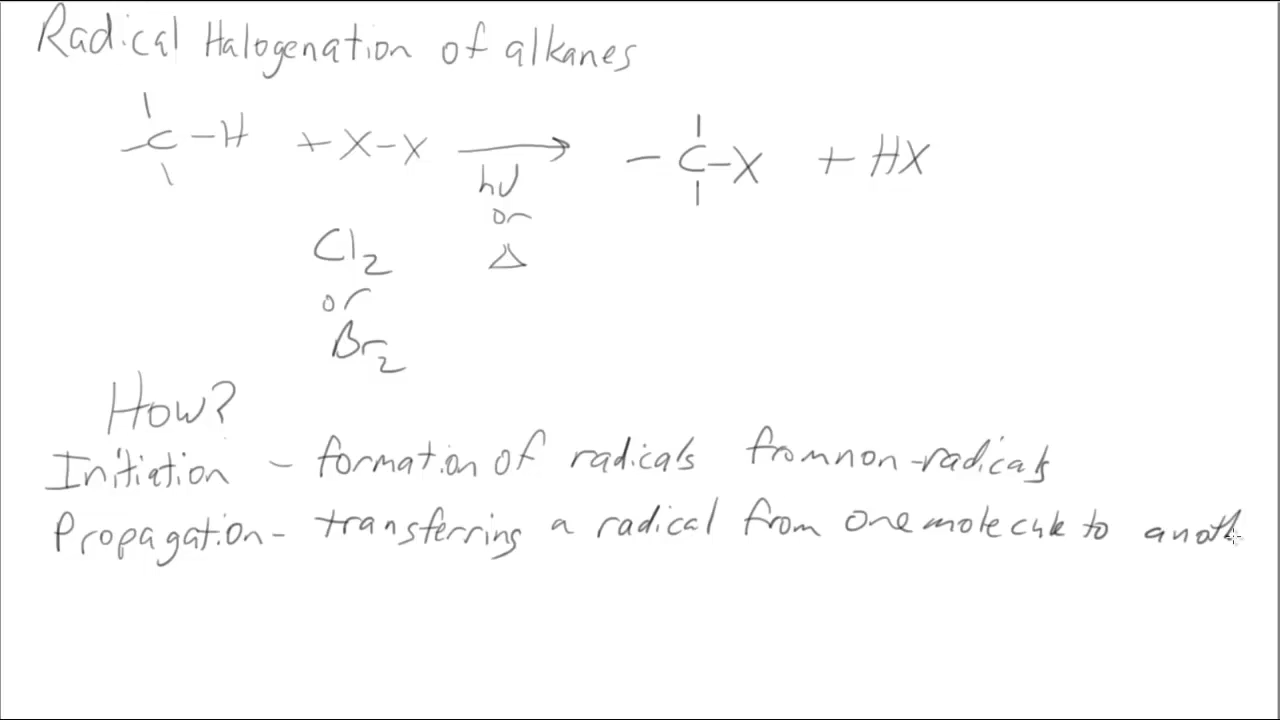 Radical Halogenation of alkanes
C-H + X-X → C-X + HX
hν
or
Δ
Cl₂
or
Br₂
How?
Initiation - formation of radicals from non-radicals
Propagation - transferring a radical from one molecule to anoth